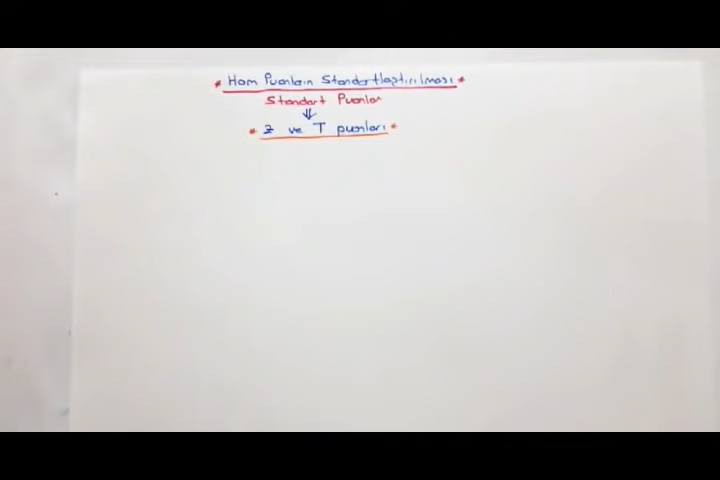 * Ham Puanların Standartlaştırılması *
Standart Puanlar
⇓
* Z ve T puanları *